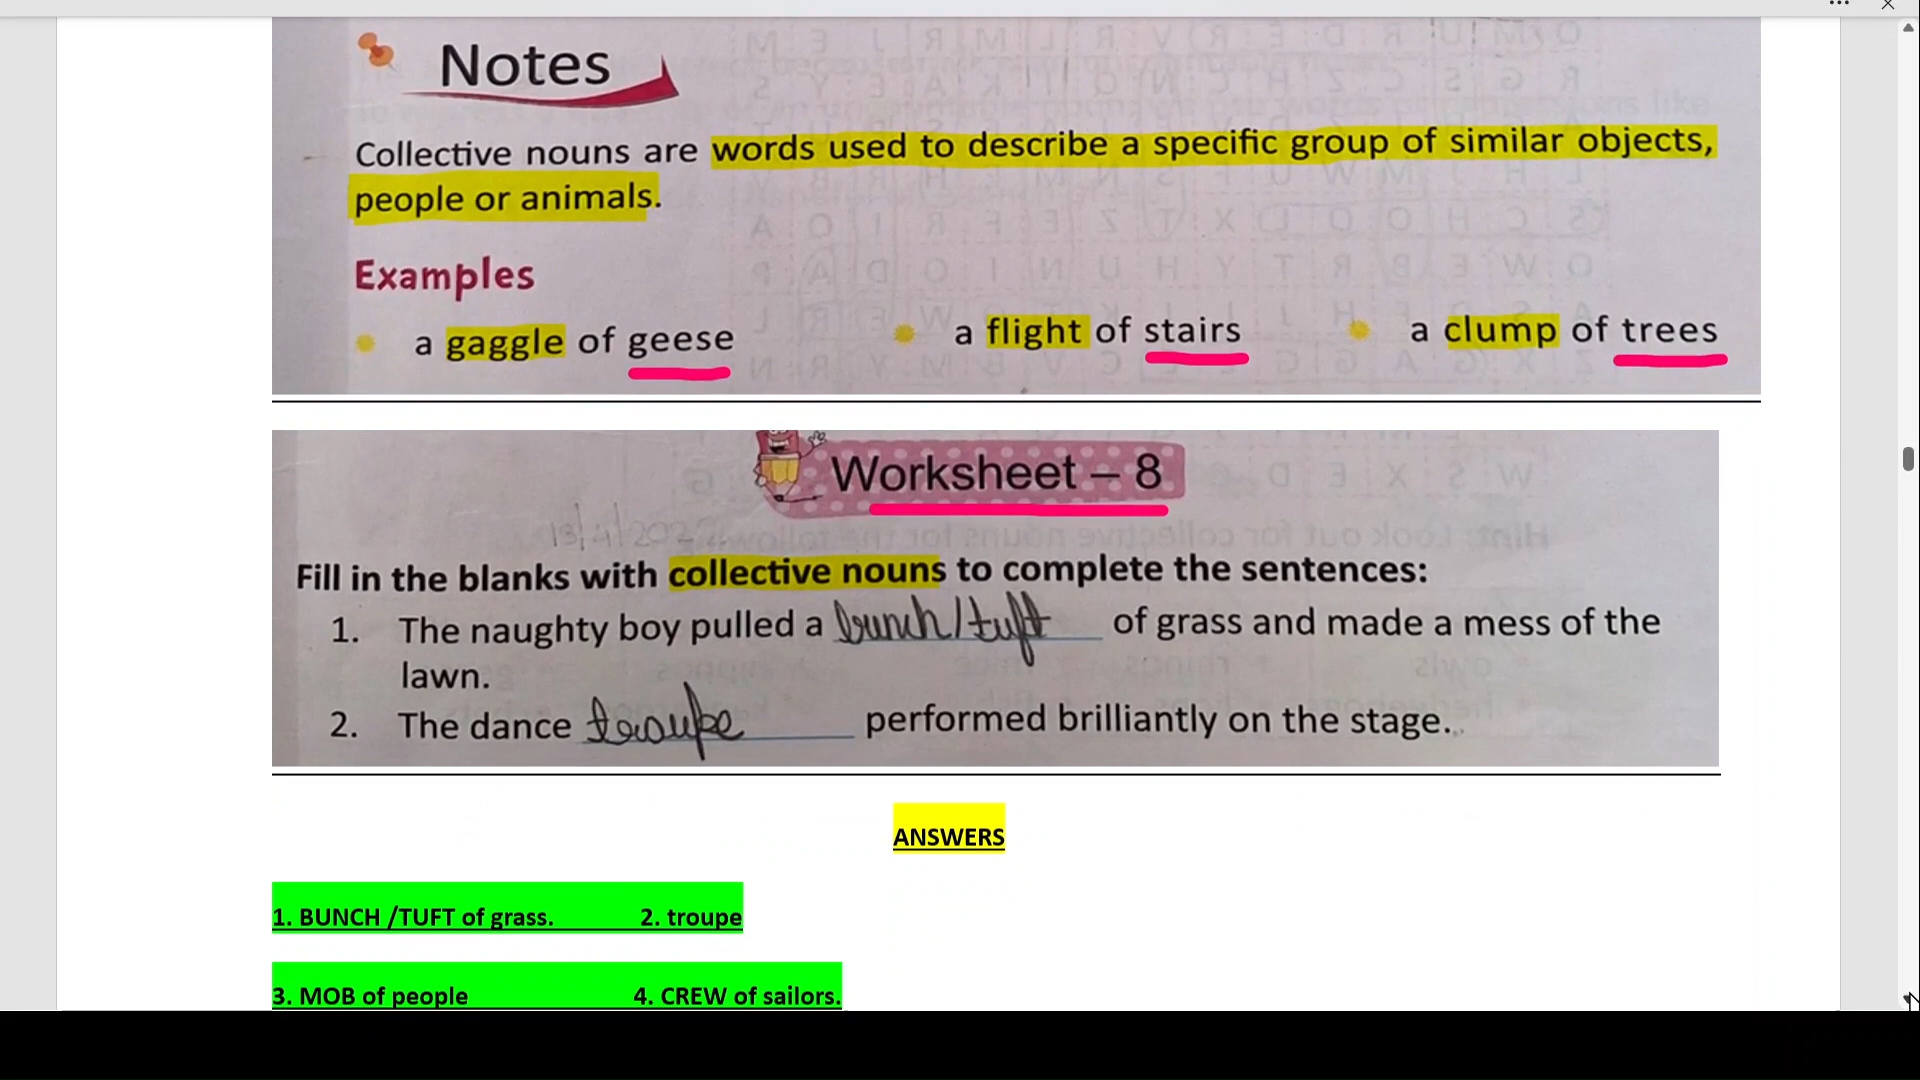 Notes
Collective nouns are words used to describe a specific group of similar objects,
people or animals.
Examples
a gaggle of geese a flight of stairs a clump of trees
Worksheet – 8
Fill in the blanks with collective nouns to complete the sentences:
1. The naughty boy pulled a bunch/tuft of grass and made a mess of the
lawn.
2. The dance troupe performed brilliantly on the stage.
ANSWERS
1. BUNCH /TUFT of grass. 2. troupe
3. MOB of people 4. CREW of sailors.